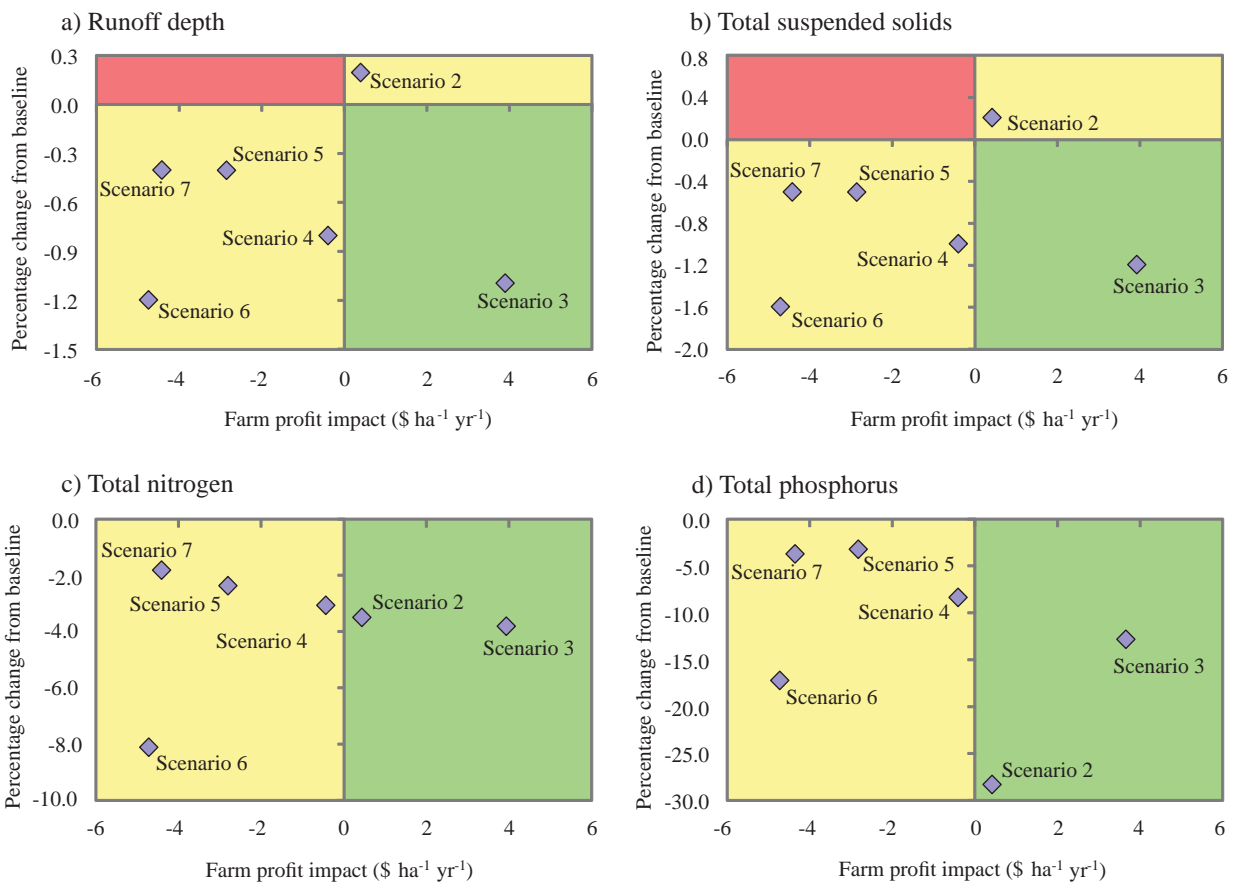 a) Runoff depth
Percentage change from baseline
0.3
0.0
-0.3
-0.6
-0.9
-1.2
-1.5
Scenario 2
Scenario 5
Scenario 7
Scenario 4
Scenario 3
Scenario 6
-6
-4
-2
0
2
4
6
Farm profit impact ($ ha-1 yr-1)
b) Total suspended solids
Percentage change from baseline
0.8
0.4
0.0
-0.4
-0.8
-1.2
-1.6
-2.0
Scenario 2
Scenario 7
Scenario 5
Scenario 4
Scenario 3
Scenario 6
-6
-4
-2
0
2
4
6
Farm profit impact ($ ha-1 yr-1)
c) Total nitrogen
Percentage change from baseline
0.0
-2.0
-4.0
-6.0
-8.0
-10.0
Scenario 7
Scenario 5
Scenario 2
Scenario 4
Scenario 3
Scenario 6
-6
-4
-2
0
2
4
6
Farm profit impact ($ ha-1 yr-1)
d) Total phosphorus
Percentage change from baseline
0.0
-5.0
-10.0
-15.0
-20.0
-25.0
-30.0
Scenario 5
Scenario 7
Scenario 4
Scenario 3
Scenario 6
Scenario 2
-6
-4
-2
0
2
4
6
Farm profit impact ($ ha-1 yr-1)